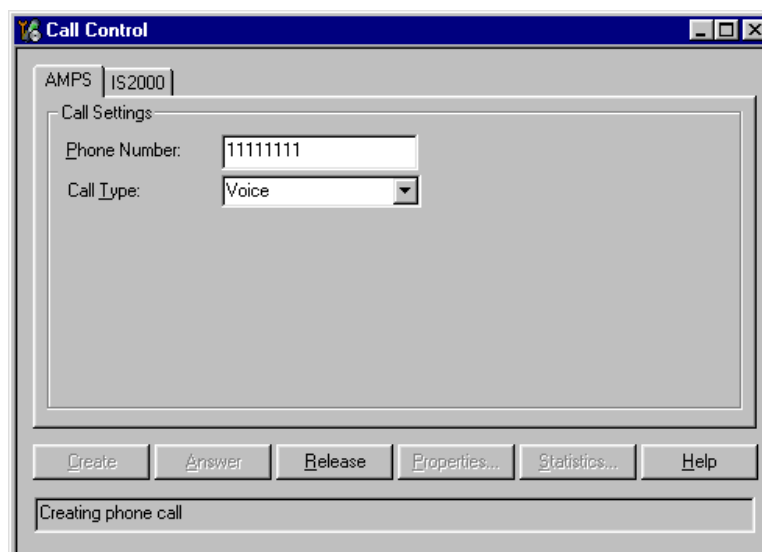 Call Control
AMPS IS2000
Call Settings
Phone Number: 11111111
Call Type: Voice
Create Answer Release Properties... Statistics... Help
Creating phone call